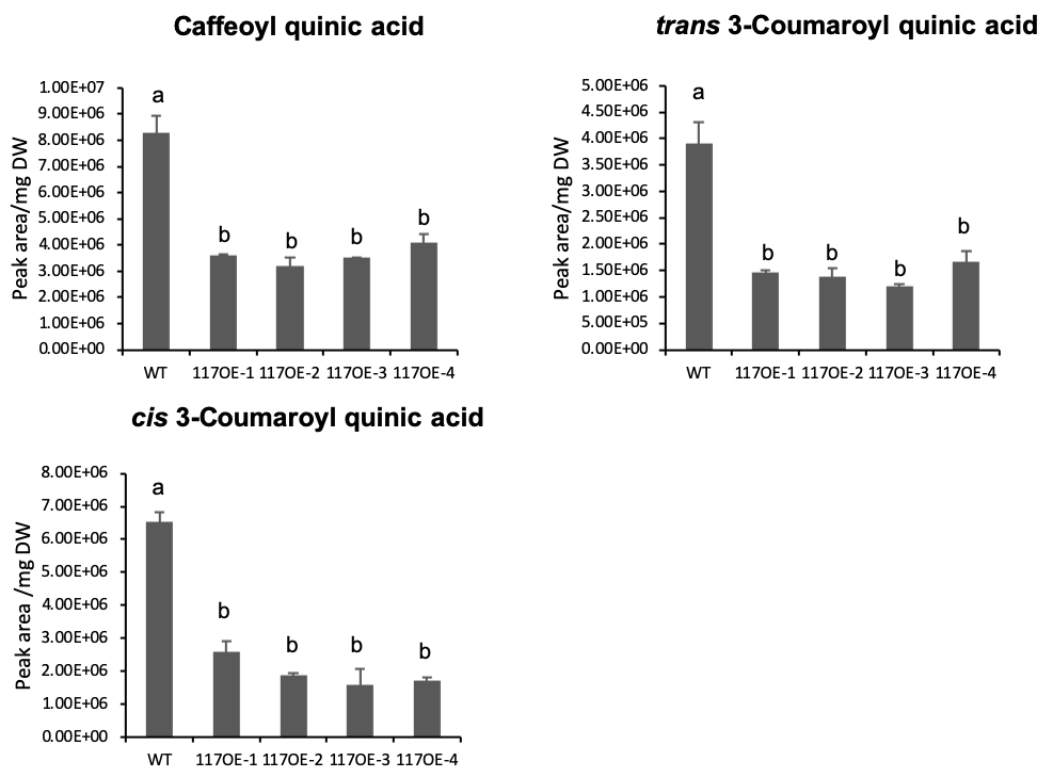 Caffeoyl quinic acid
Peak area/mg DW
1.00E+07
9.00E+06
8.00E+06
7.00E+06
6.00E+06
5.00E+06
4.00E+06
3.00E+06
2.00E+06
1.00E+06
0.00E+00
a
b
b
b
b
WT
117OE-1
117OE-2
117OE-3
117OE-4
trans 3-Coumaroyl quinic acid
Peak area/mg DW
5.00E+06
4.50E+06
4.00E+06
3.50E+06
3.00E+06
2.50E+06
2.00E+06
1.50E+06
1.00E+06
5.00E+05
0.00E+00
a
b
b
b
b
WT
117OE-1
117OE-2
117OE-3
117OE-4
cis 3-Coumaroyl quinic acid
Peak area /mg DW
8.00E+06
7.00E+06
6.00E+06
5.00E+06
4.00E+06
3.00E+06
2.00E+06
1.00E+06
0.00E+00
a
b
b
b
b
WT
117OE-1
117OE-2
117OE-3
117OE-4